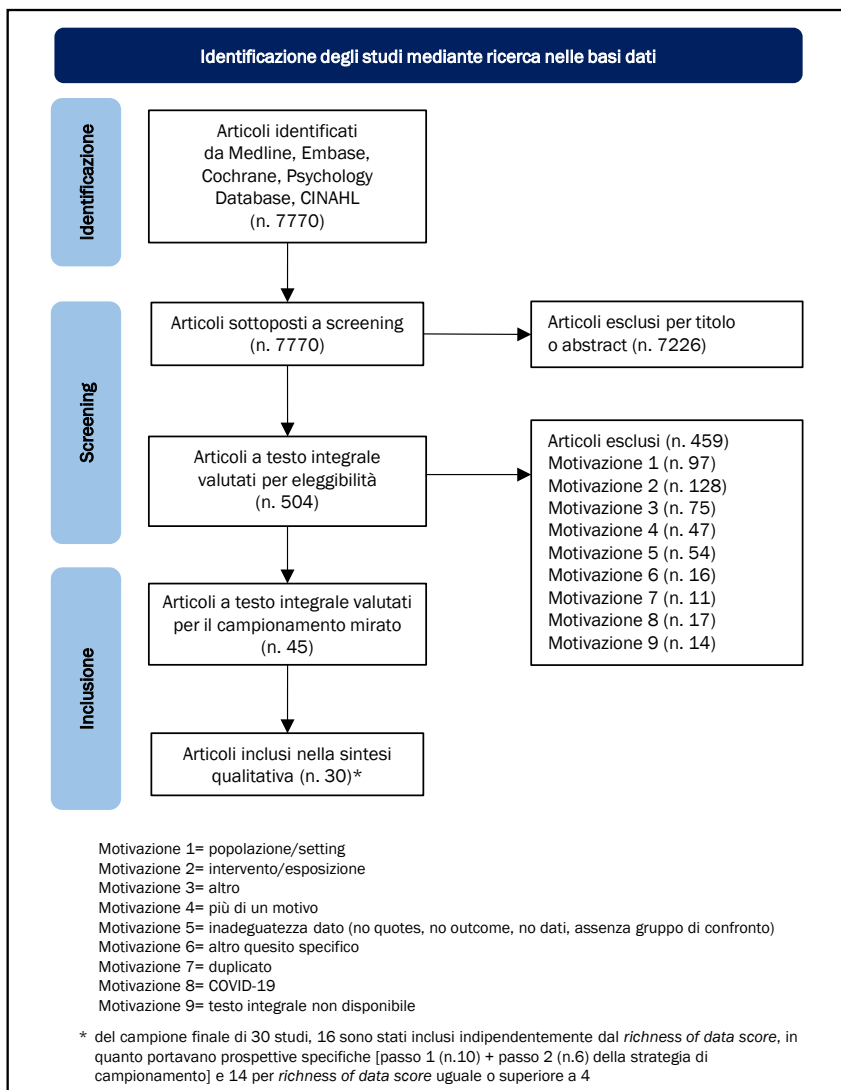 Identificazione degli studi mediante ricerca nelle basi dati
Identificazione
Articoli identificati
da Medline, Embase,
Cochrane, Psychology
Database, CINAHL
(n. 7770)
Screening
Articoli sottoposti a screening
(n. 7770)
Articoli esclusi per titolo
o abstract (n. 7226)
Articoli a testo integrale
valutati per eleggibilità
(n. 504)
Articoli esclusi (n. 459)
Motivazione 1 (n. 97)
Motivazione 2 (n. 128)
Motivazione 3 (n. 75)
Motivazione 4 (n. 47)
Motivazione 5 (n. 54)
Motivazione 6 (n. 16)
Motivazione 7 (n. 11)
Motivazione 8 (n. 17)
Motivazione 9 (n. 14)
Inclusione
Articoli a testo integrale valutati
per il campionamento mirato
(n. 45)
Articoli inclusi nella sintesi
qualitativa (n. 30)*
Motivazione 1= popolazione/setting
Motivazione 2= intervento/esposizione
Motivazione 3= altro
Motivazione 4= più di un motivo
Motivazione 5= inadeguatezza dato (no quotes, no outcome, no dati, assenza gruppo di confronto)
Motivazione 6= altro quesito specifico
Motivazione 7= duplicato
Motivazione 8= COVID-19
Motivazione 9= testo integrale non disponibile
* del campione finale di 30 studi, 16 sono stati inclusi indipendentemente dal richness of data score, in
quanto portavano prospettive specifiche [passo 1 (n.10) + passo 2 (n.6) della strategia di
campionamento] e 14 per richness of data score uguale o superiore a 4